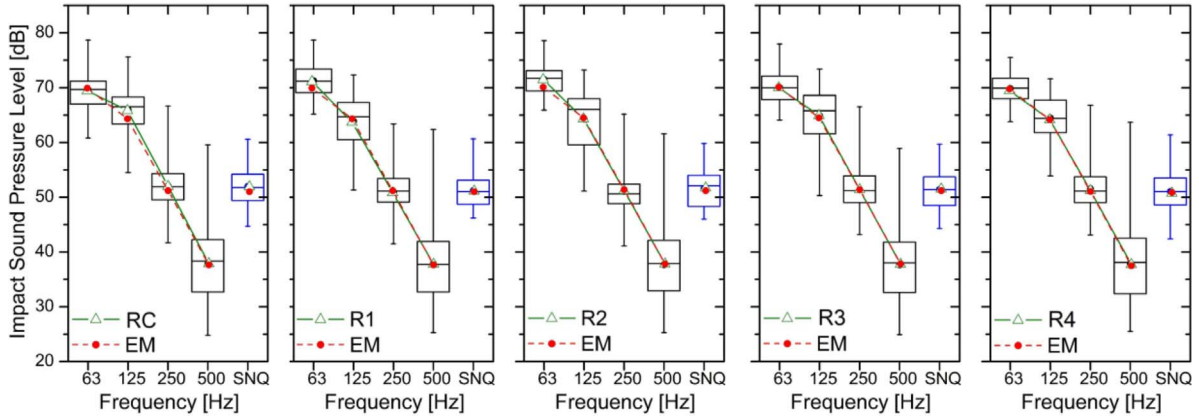 Impact Sound Pressure Level [dB]
80
70
60
50
40
30
20
RC
EM
R1
EM
R2
EM
R3
EM
R4
EM
63 125 250 500 SNQ
63 125 250 500 SNQ
63 125 250 500 SNQ
63 125 250 500 SNQ
63 125 250 500 SNQ
Frequency [Hz]
Frequency [Hz]
Frequency [Hz]
Frequency [Hz]
Frequency [Hz]